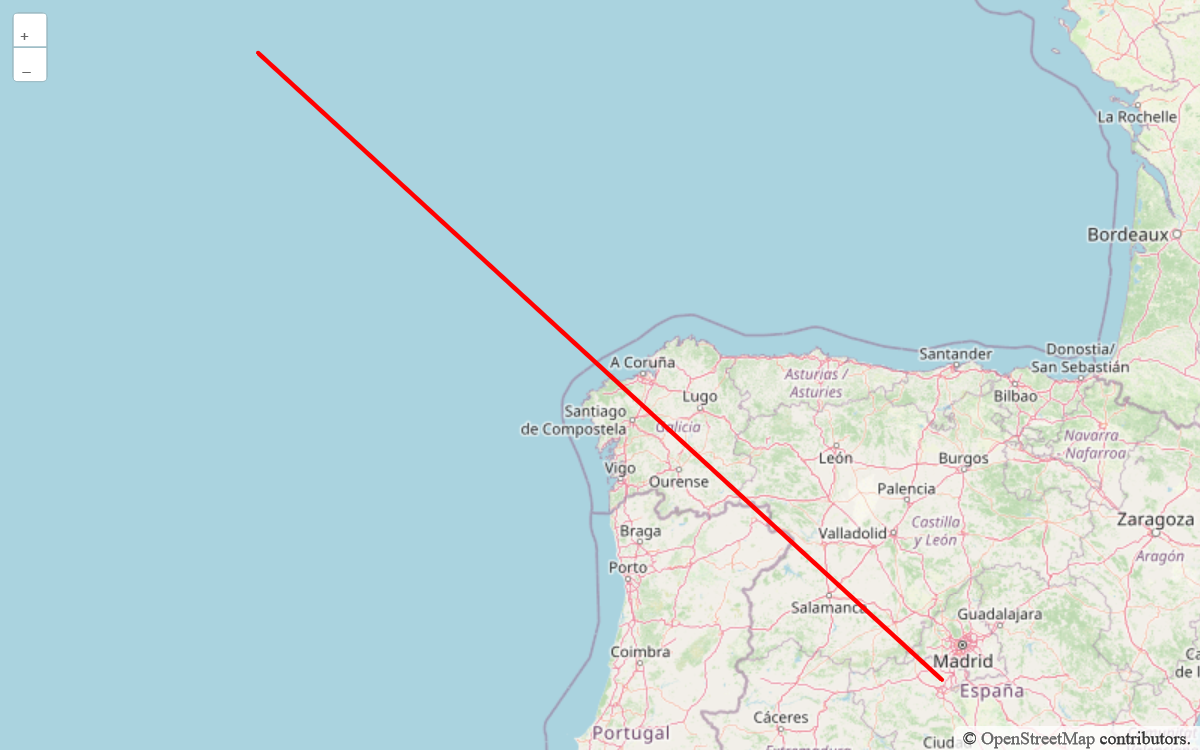 +
–
La Rochelle
Bordeaux
A Coruña
Santander
Donostia/
San Sebastián
Asturias /
Asturies
Lugo
Bilbao
Santiago
de Compostela
Galicia
Navarra
- Nafarroa
León
Burgos
Vigo
Ourense
Palencia
Zaragoza
Castilla
y León
Braga
Valladolid
Aragón
Porto
Salamanca
Guadalajara
Coimbra
Madrid
España
Cáceres
Portugal
© OpenStreetMap contributors.